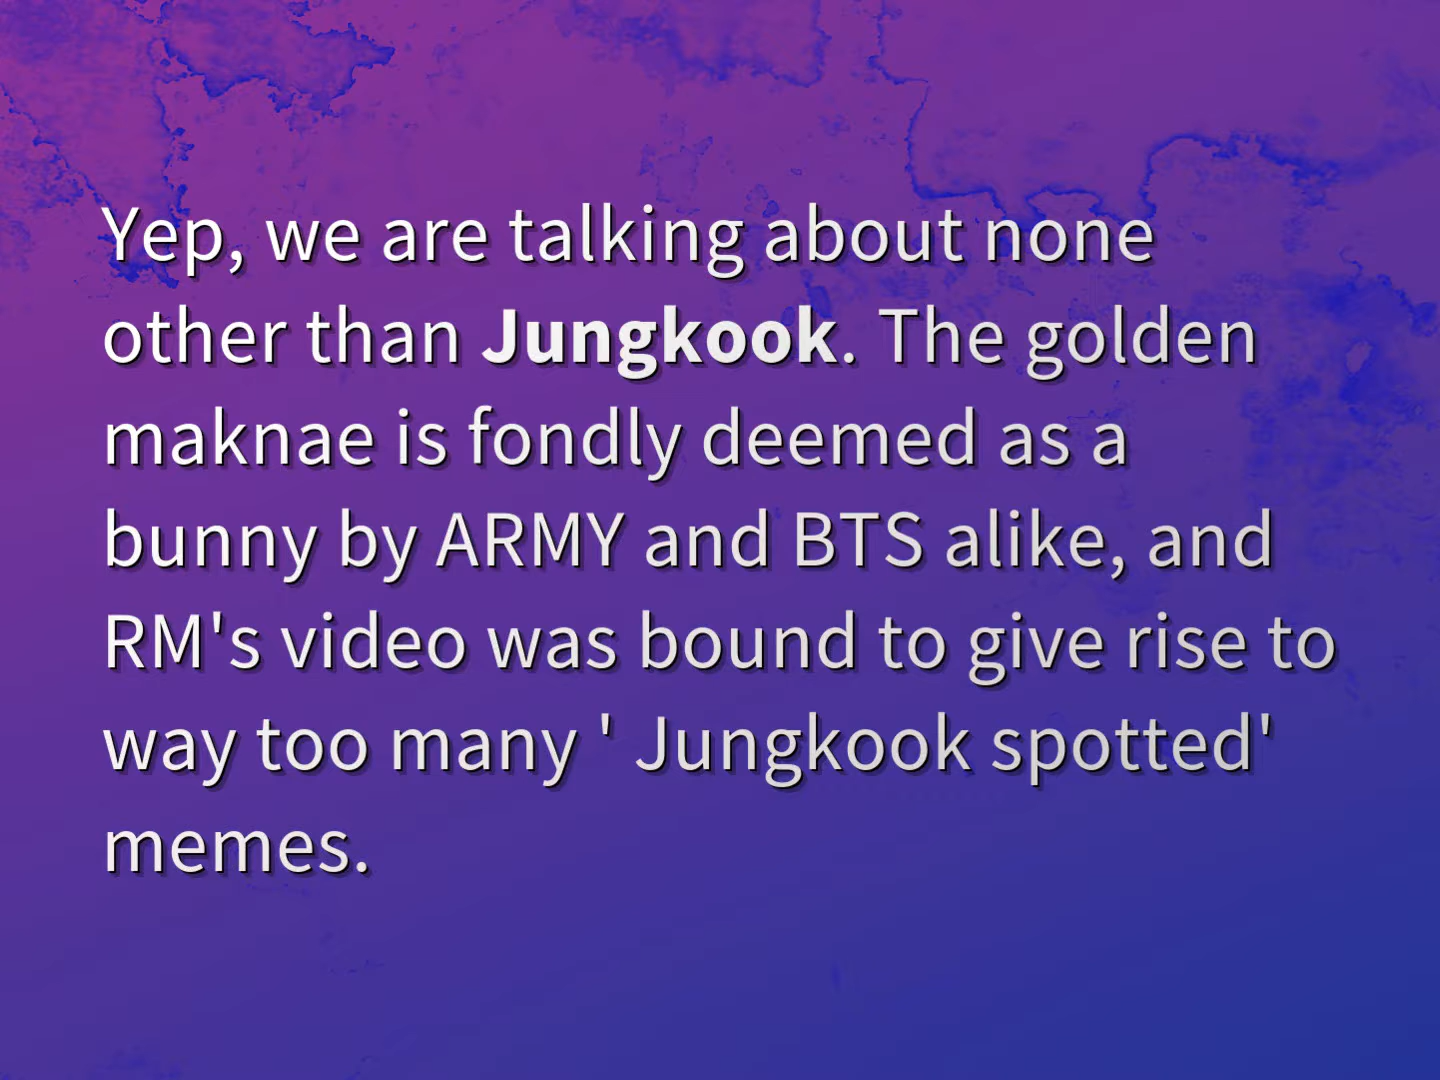 Yep, we are talking about none
other than Jungkook. The golden
maknae is fondly deemed as a
bunny by ARMY and BTS alike, and
RM's video was bound to give rise to
way too many ' Jungkook spotted'
memes.